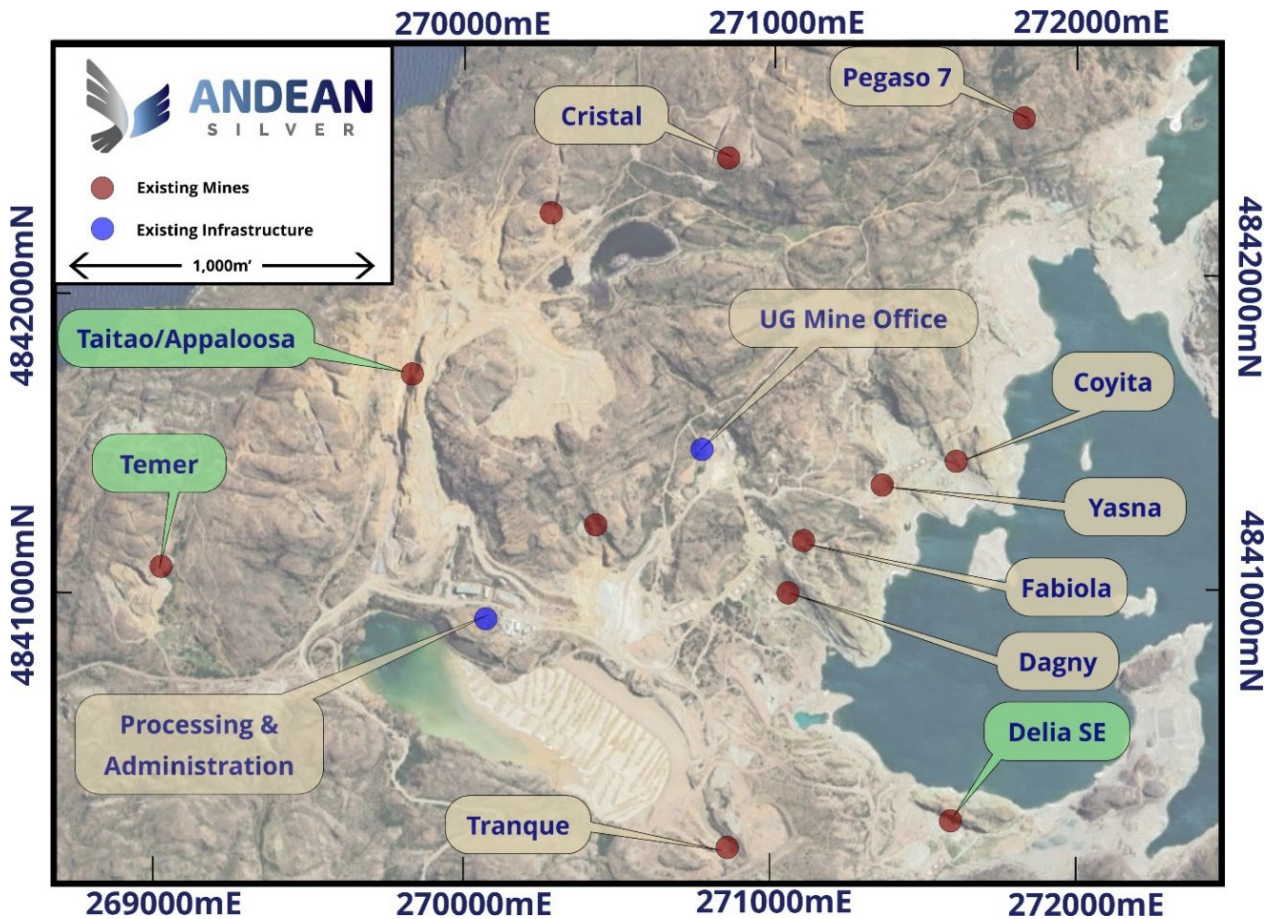 270000mE
271000mE
272000mE
ANDEAN
SILVER
Existing Mines
Existing Infrastructure
1,000m'
Pegaso 7
Cristal
4842000mN
4842000mN
Taitao/Appaloosa
UG Mine Office
Coyita
Temer
Yasna
4841000mN
4841000mN
Fabiola
Dagny
Processing &
Administration
Delia SE
Tranque
269000mE
270000mE
271000mE
272000mE